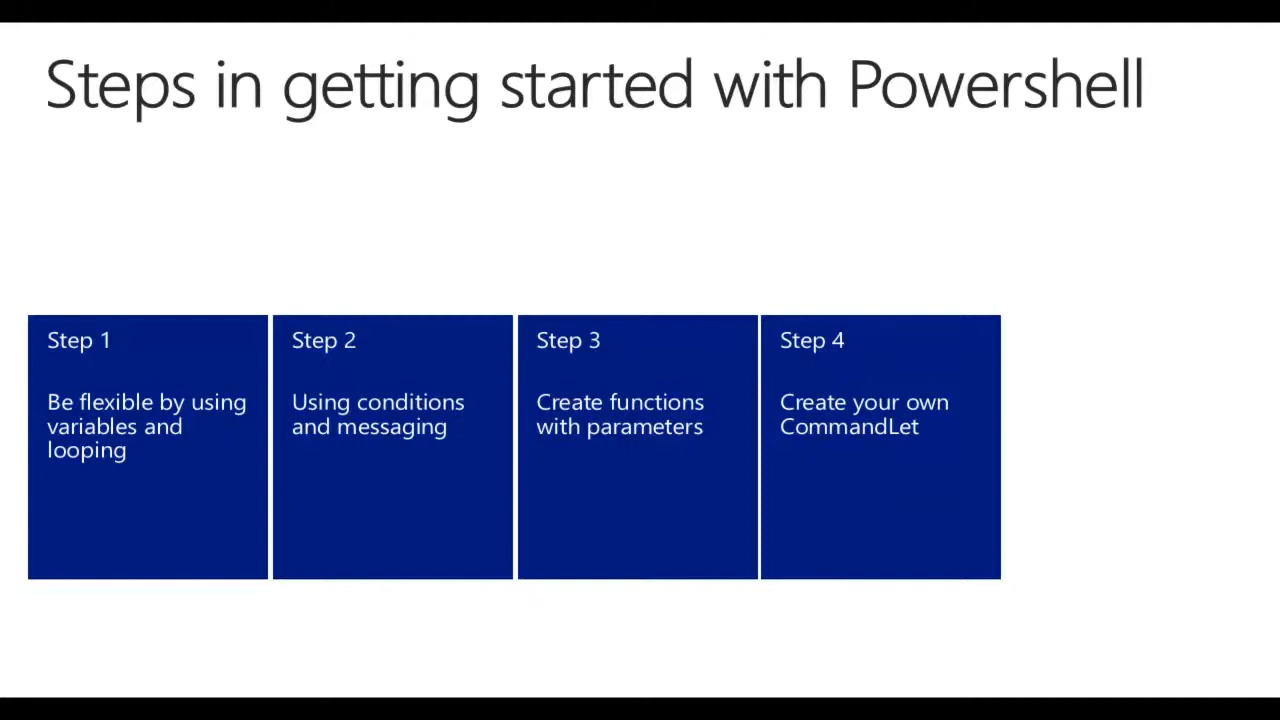 Steps in getting started with Powershell
Step 1
Be flexible by using
variables and
looping
Step 2
Using conditions
and messaging
Step 3
Create functions
with parameters
Step 4
Create your own
CommandLet